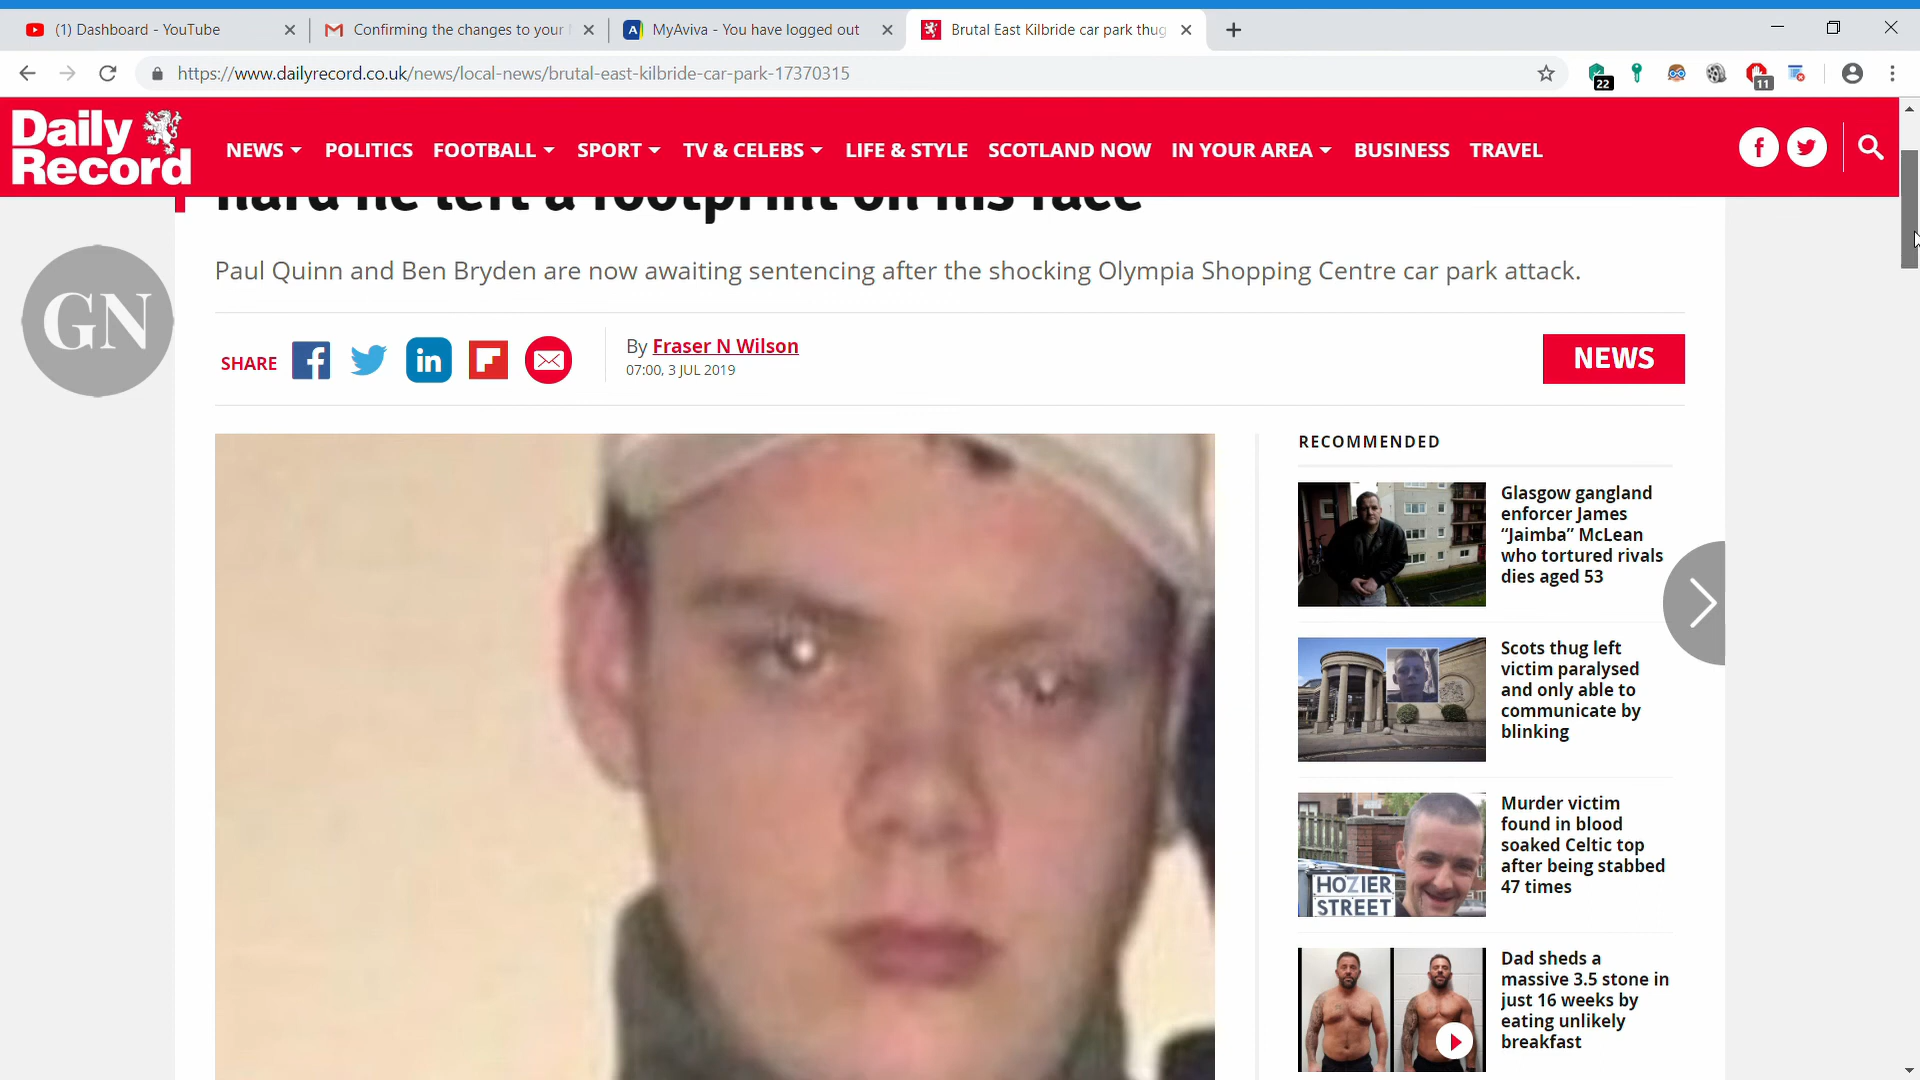 (1) Dashboard - YouTube
Confirming the changes to your
MyAviva - You have logged out
Brutal East Kilbride car park thug
https://www.dailyrecord.co.uk/news/local-news/brutal-east-kilbride-car-park-17370315
22
11
Daily
Record
NEWS
POLITICS
FOOTBALL
SPORT
TV & CELEBS
LIFE & STYLE
SCOTLAND NOW
IN YOUR AREA
BUSINESS
TRAVEL
hard he left a footprint on his face
Paul Quinn and Ben Bryden are now awaiting sentencing after the shocking Olympia Shopping Centre car park attack.
GN
SHARE
By Fraser N Wilson
07:00, 3 JUL 2019
NEWS
RECOMMENDED
Glasgow gangland
enforcer James
“Jaimba” McLean
who tortured rivals
dies aged 53
Scots thug left
victim paralysed
and only able to
communicate by
blinking
HOZIER
STREET
Murder victim
found in blood
soaked Celtic top
after being stabbed
47 times
Dad sheds a
massive 3.5 stone in
just 16 weeks by
eating unlikely
breakfast